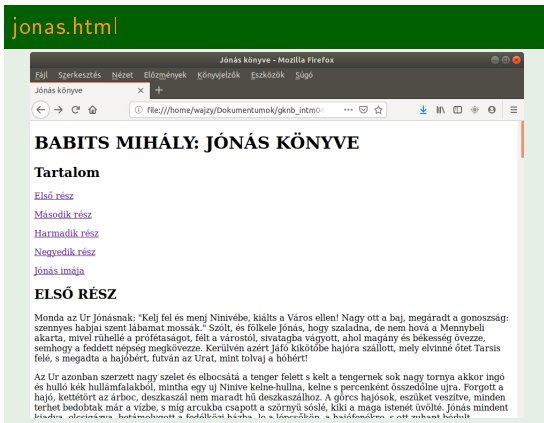 jonas.html
Jónás könyve - Mozilla Firefox
Fájl Szerkesztés Nézet Előzmények Könyvjelzők Eszközök Súgó
Jónás könyve
file:///home/wajzy/Dokumentumok/gknb_intm04
BABITS MIHÁLY: JÓNÁS KÖNYVE
Tartalom
Első rész
Második rész
Harmadik rész
Negyedik rész
Jónás imája
ELSŐ RÉSZ
Monda az Ur Jónásnak: "Kelj fel és menj Ninivébe, kiálts a Város ellen! Nagy ott a baj, megáradt a gonoszság:
szennyes habjai szent lábamat mossák." Szólt, és fölkele Jónás, hogy szaladna, de nem hová a Mennybeli
akarta, mivel rühellé a prófétaságot, félt a várostól, sivatagba vágyott, ahol magány és békesség övezze,
semhogy a feddett népség megkövezze. Kerülvén azért Jáfó kikötőbe hajóra szállott, mely elvinné őtet Tarsis
felé, s megadta a hajóbért, futván az Urat, mint tolvaj a hóhért!
Az Ur azonban szerzett nagy szelet és elbocsátá a tenger felett s kelt a tengernek sok nagy tornya akkor ingó
és hulló kék hullámfalakból, mintha egy uj Ninive kelne-hullna, kelne s percenként összedőlne ujra. Forgott a
hajó, kettétört az árboc, deszkaszál nem maradt hű deszkaszálhoz. A görcs hajósok, eszüket veszítve, minden
terhet bedobtak már a vízbe, s míg arcukba csapott a szörnyü sóslé, kiki a maga istenét üvölté. Jónás mindent